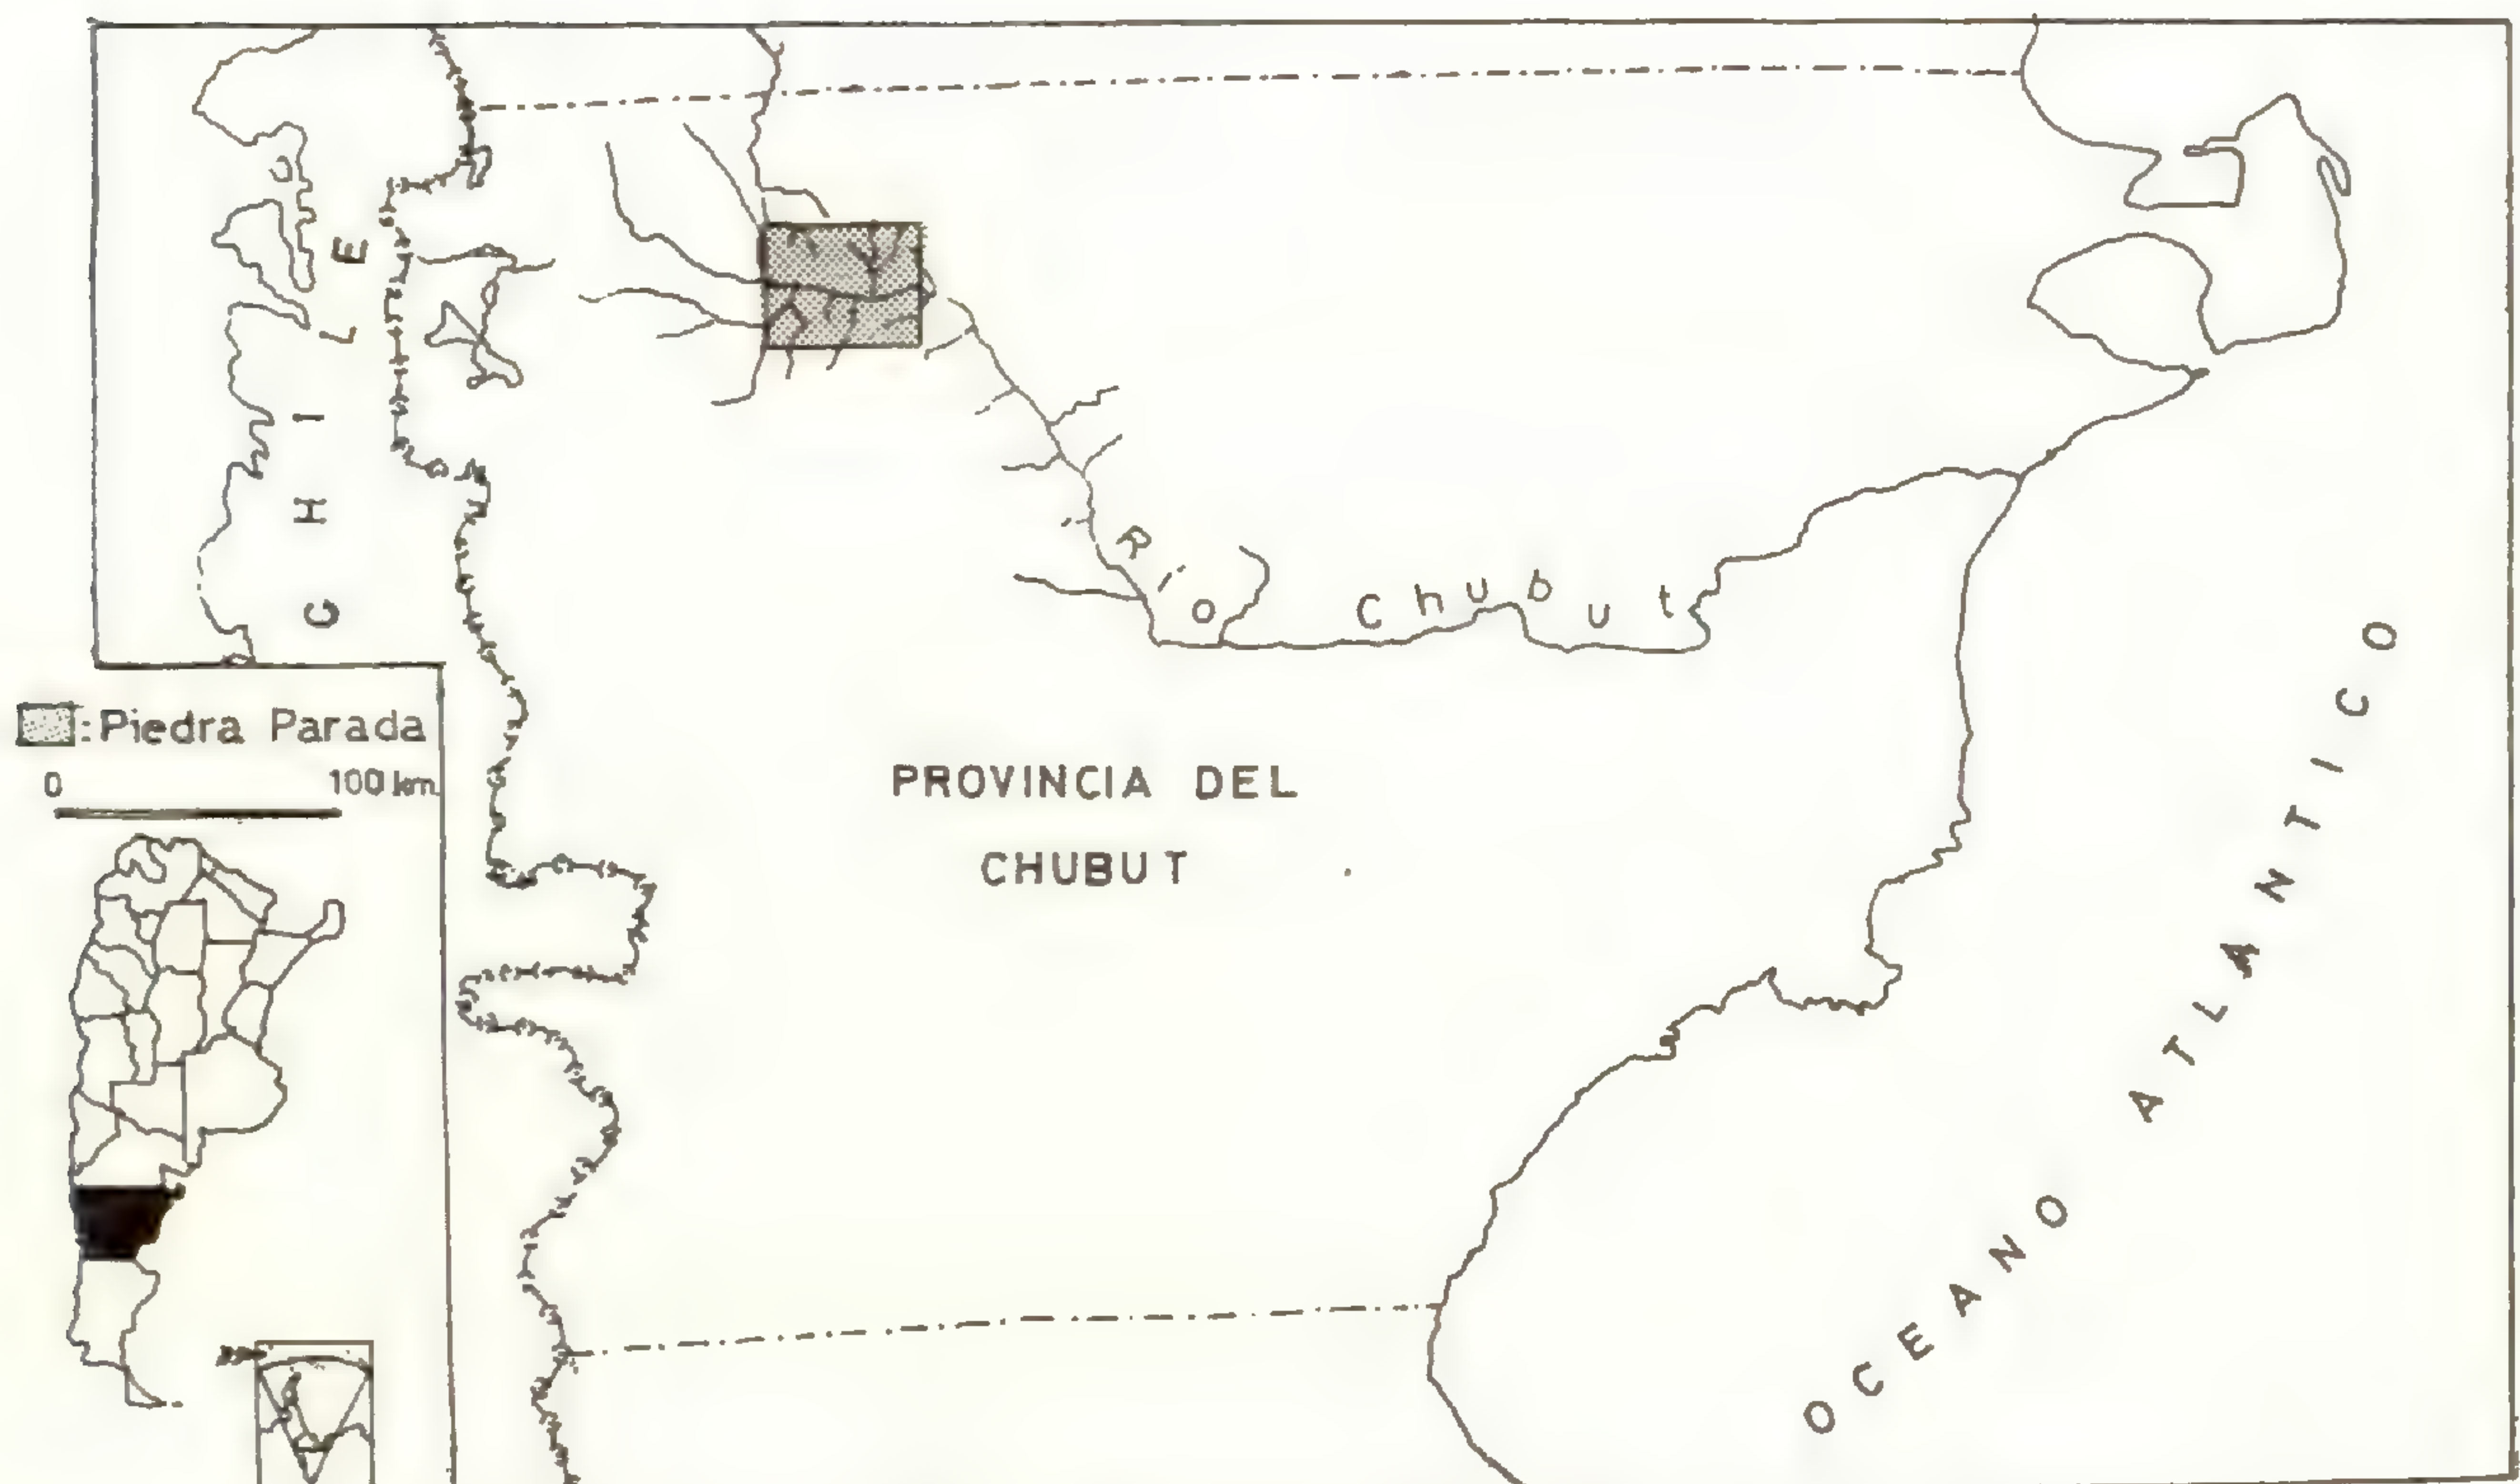 CHILE
Río Chubut
: Piedra Parada
0 100 km.
PROVINCIA DEL
CHUBUT
OCEANO ATLANTICO